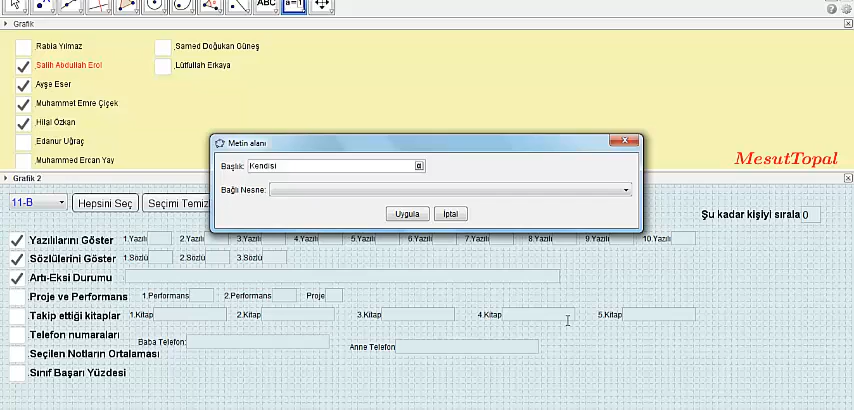 ABC
a=1
Grafik
Rabia Yılmaz
Samed Doğukan Güneş
Salih Abdullah Erol
Lütfullah Erkaya
Ayşe Eser
Muhammet Emre Çiçek
Hilal Özkan
Edanur Uğraç
Muhammed Ercan Yay
MesutTopal
Metin alanı
Başlık: Kendisi
Bağlı Nesne:
Uygula İptal
Grafik 2
11-B Hepsini Seç Seçimi Temiz
Şu kadar kişiyi sırala 0
Yazılılarını Göster 1.Yazılı 2.Yazılı 3.Yazılı 4.Yazılı 5.Yazılı 6.Yazılı 7.Yazılı 8.Yazılı 9.Yazılı 10.Yazılı
Sözlülerini Göster 1.Sözlü 2.Sözlü 3.Sözlü
Artı-Eksi Durumu
Proje ve Performans 1.Performans 2.Performans Proje
Takip ettiği kitaplar 1.Kitap 2.Kitap 3.Kitap 4.Kitap 5.Kitap
Telefon numaraları
Baba Telefon: Anne Telefon
Seçilen Notların Ortalaması
Sınıf Başarı Yüzdesi